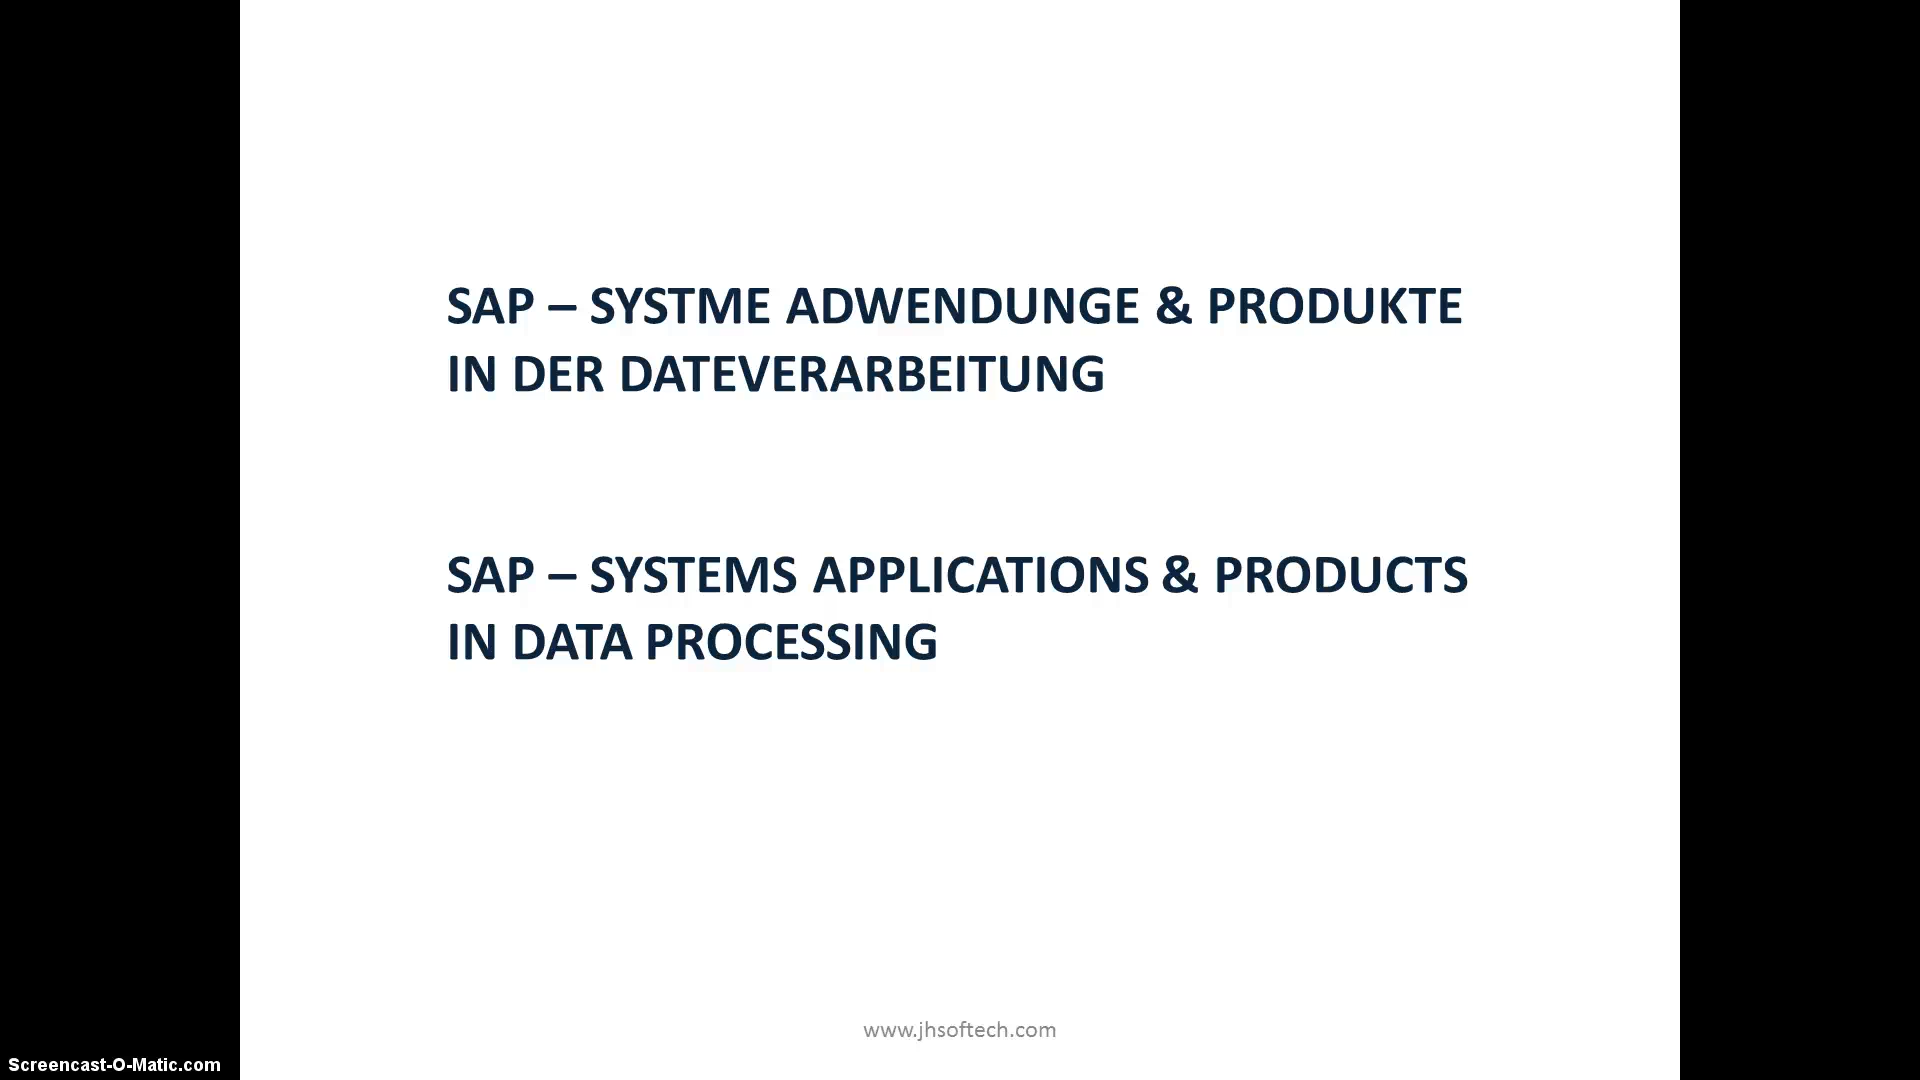 SAP – SYSTME ADWENDUNGE & PRODUKTE
IN DER DATEVERARBEITUNG
SAP – SYSTEMS APPLICATIONS & PRODUCTS
IN DATA PROCESSING
www.jhsoftech.com
Screencast-O-Matic.com